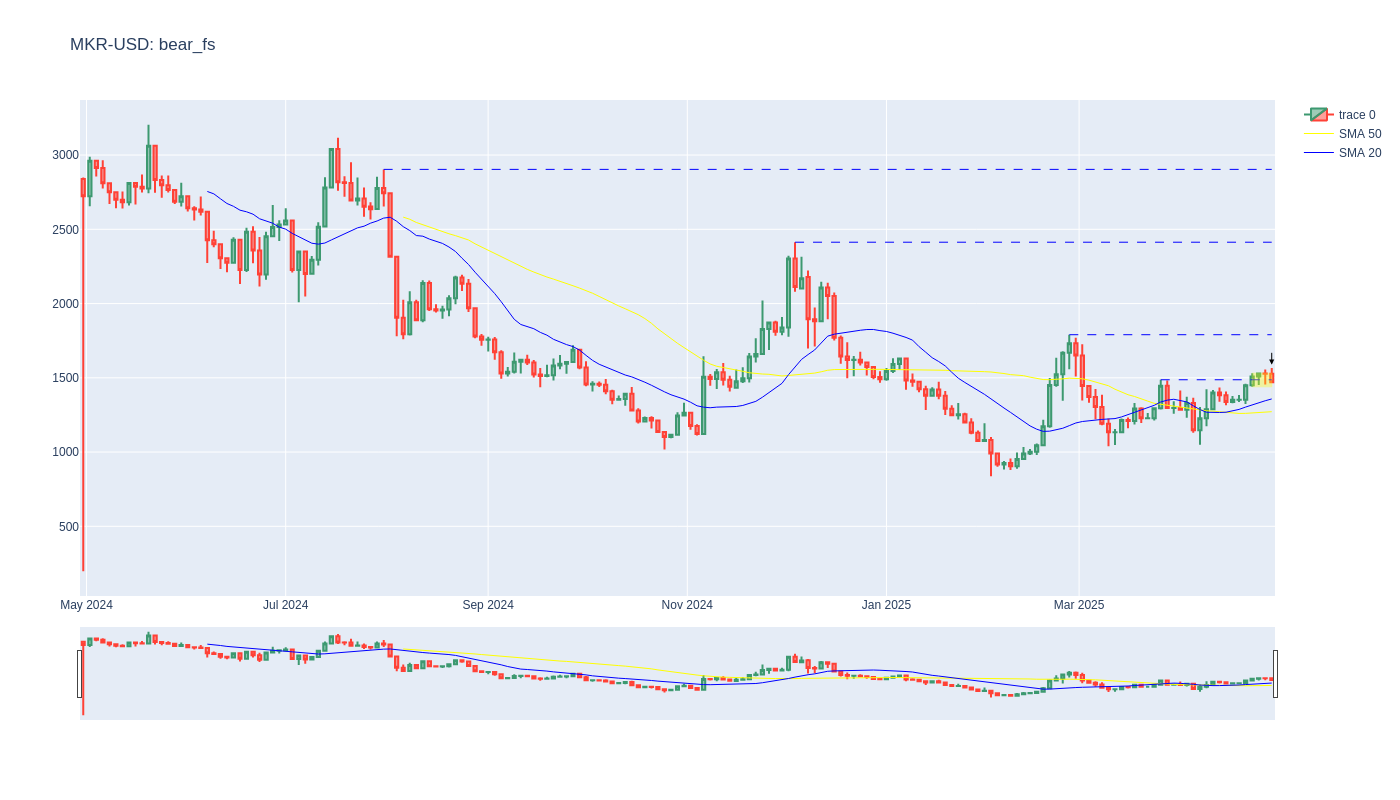 MKR-USD: bear_fs
trace 0
SMA 50
SMA 20
3000
2500
2000
1500
1000
500
May 2024
Jul 2024
Sep 2024
Nov 2024
Jan 2025
Mar 2025